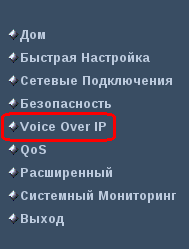 Дом
Быстрая Настройка
Сетевые Подключения
Безопасность
Voice Over IP
QoS
Расширенный
Системный Мониторинг
Выход